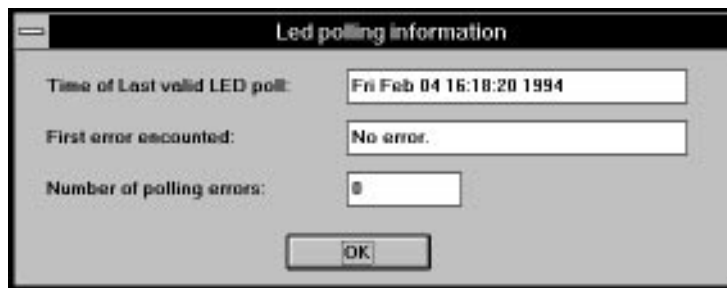 Led polling information
Time of Last valid LED poll: Fri Feb 04 16:18:20 1994
First error encounted: No error.
Number of polling errors: 0
OK